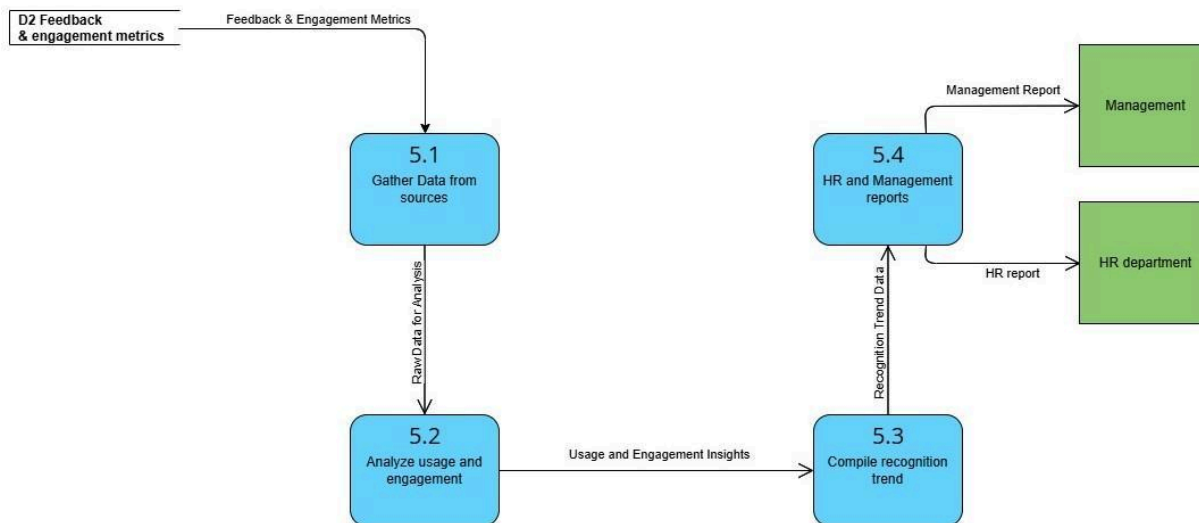 D2 Feedback
& engagement metrics
Feedback & Engagement Metrics
5.1
Gather Data from
sources
Raw Data for Analysis
5.2
Analyze usage and
engagement
Usage and Engagement Insights
5.3
Compile recognition
trend
Recognition Trend Data
5.4
HR and Management
reports
Management Report
Management
HR report
HR department